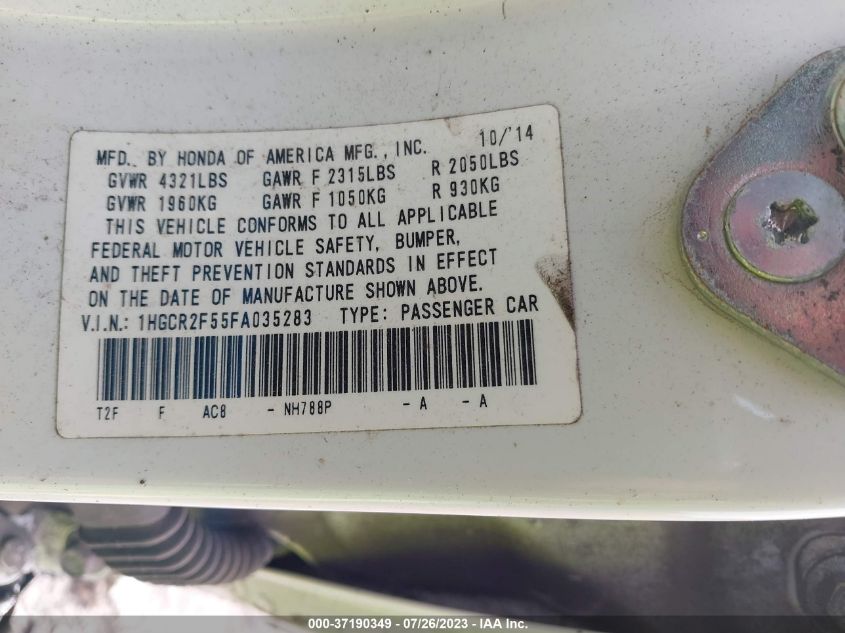 MFD. BY HONDA OF AMERICA MFG., INC. 10/'14
GVWR 4321LBS GAWR F 2315LBS R 2050LBS
GVWR 1960KG GAWR F 1050KG R 930KG
THIS VEHICLE CONFORMS TO ALL APPLICABLE
FEDERAL MOTOR VEHICLE SAFETY, BUMPER,
AND THEFT PREVENTION STANDARDS IN EFFECT
ON THE DATE OF MANUFACTURE SHOWN ABOVE.
V.I.N.: 1HGCR2F55FA035283 TYPE: PASSENGER CAR
T2F F AC8 - NH788P - A - A
000-37190349 / 07/26/2023 - IAA Inc.